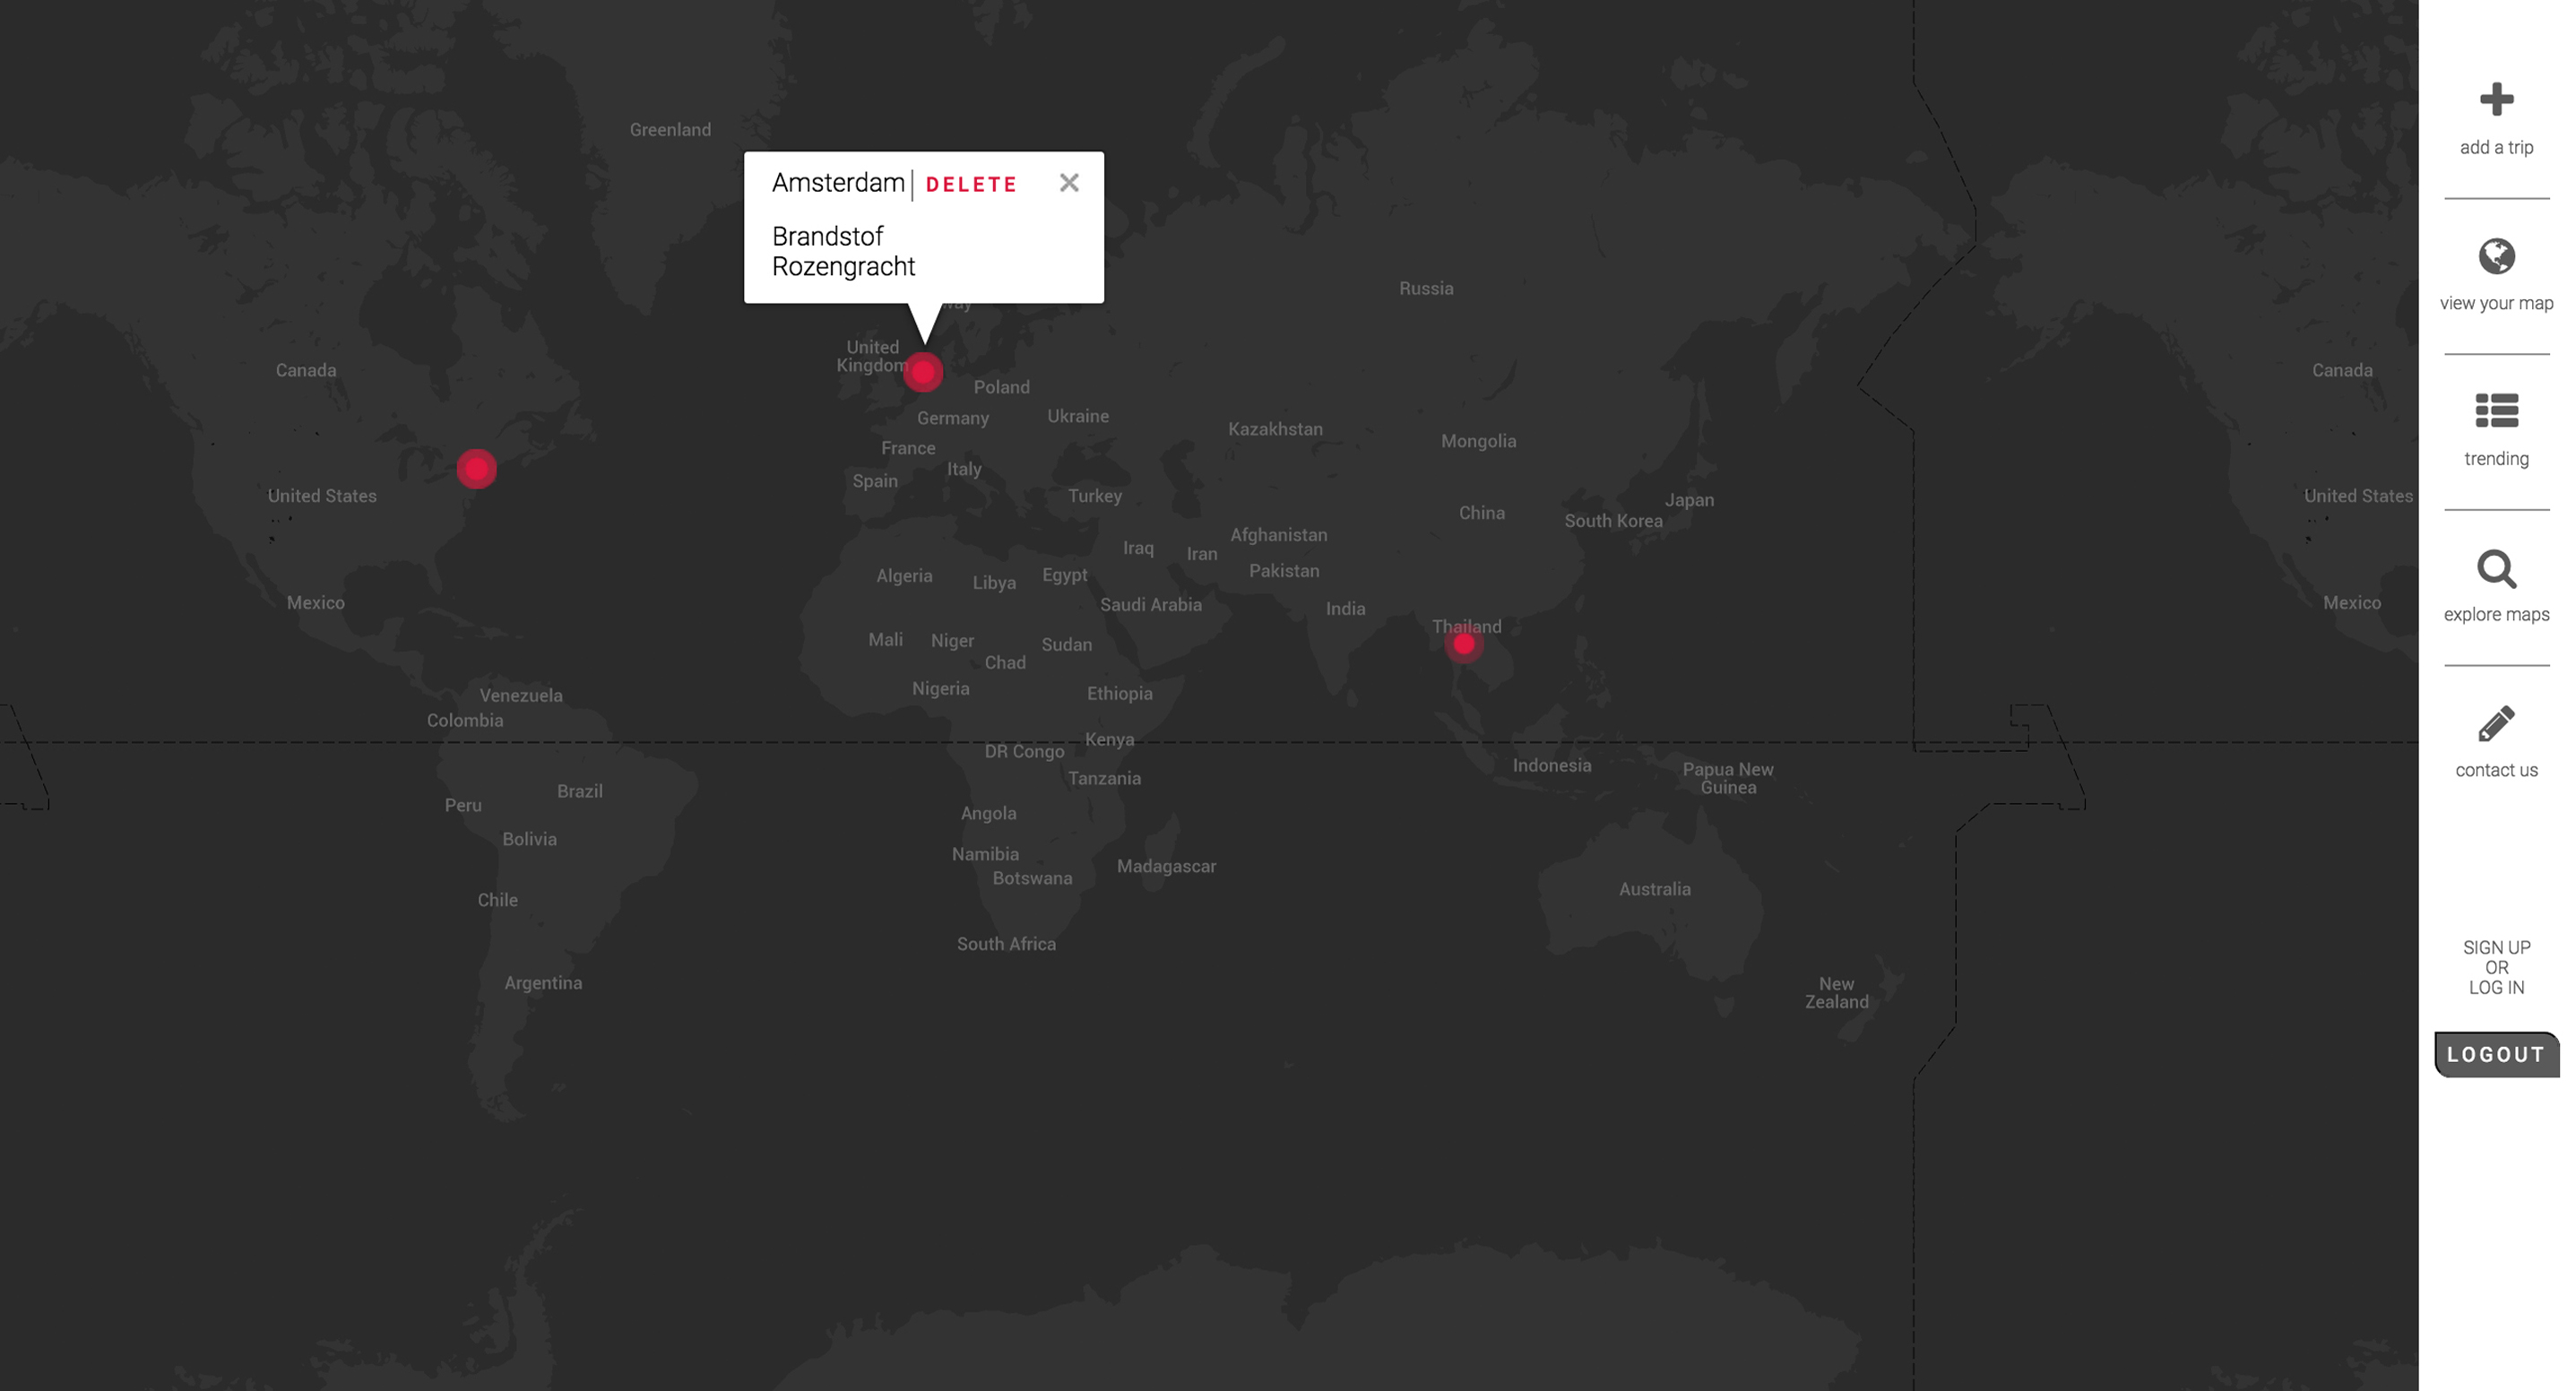 Greenland
Amsterdam| DELETE ×
Brandstof
Rozengracht
way
Russia
United
Kingdom
Canada
Poland
Germany
Ukraine
France
Kazakhstan
Mongolia
Italy
Spain
United States
Turkey
Japan
China
South Korea
Afghanistan
Iraq
Iran
Pakistan
Algeria
Libya
Egypt
Mexico
Saudi Arabia
India
Thailand
Mali
Niger
Sudan
Chad
Nigeria
Ethiopia
Venezuela
Colombia
Kenya
DR Congo
Indonesia
Papua New
Guinea
Tanzania
Brazil
Peru
Angola
Bolivia
Namibia
Madagascar
Botswana
Australia
Chile
South Africa
Argentina
New
Zealand
Canada
United States
Mexico
add a trip
view your map
trending
explore maps
contact us
SIGN UP
OR
LOG IN
LOGOUT